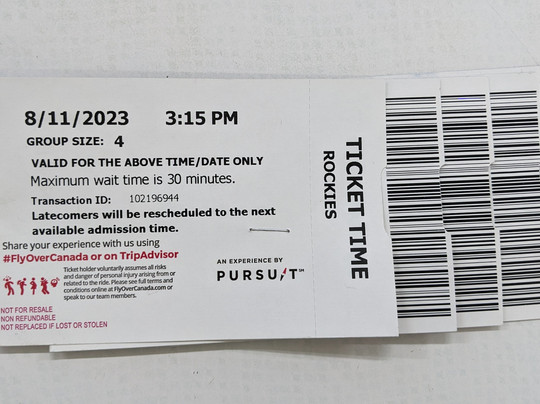 8/11/2023 3:15 PM
GROUP SIZE: 4
VALID FOR THE ABOVE TIME/DATE ONLY
Maximum wait time is 30 minutes.
Transaction ID: 102196944
Latecomers will be rescheduled to the next
available admission time.
Share your experience with us using
#FlyOverCanada or on TripAdvisor
Ticket holder voluntarily assumes all risks
and danger of personal injury arising from or
related to the ride. Please see full terms and
conditions online at FlyOverCanada.com or
speak to our team members.
NOT FOR RESALE
NON REFUNDABLE
NOT REPLACED IF LOST OR STOLEN
AN EXPERIENCE BY
PURSUIT SM
TICKET TIME
ROCKIES